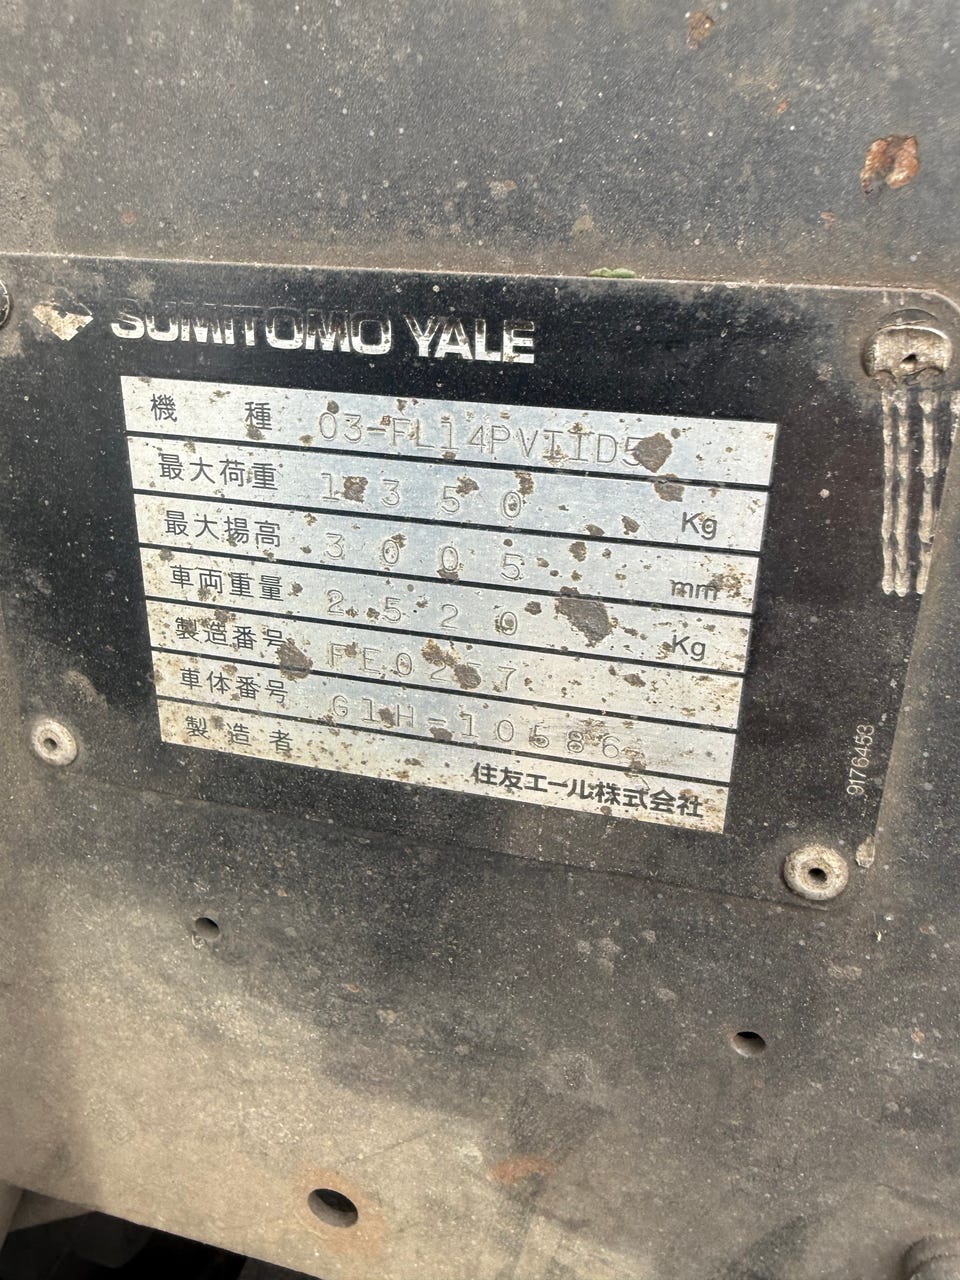 SUMITOMO YALE
機種 03-FL14PVIID5
最大荷重 1350 Kg
最大揚高 3005 mm
車両重量 2520 Kg
製造番号
車体番号 G1H-10586
製造者 住友エール株式会社
9176453